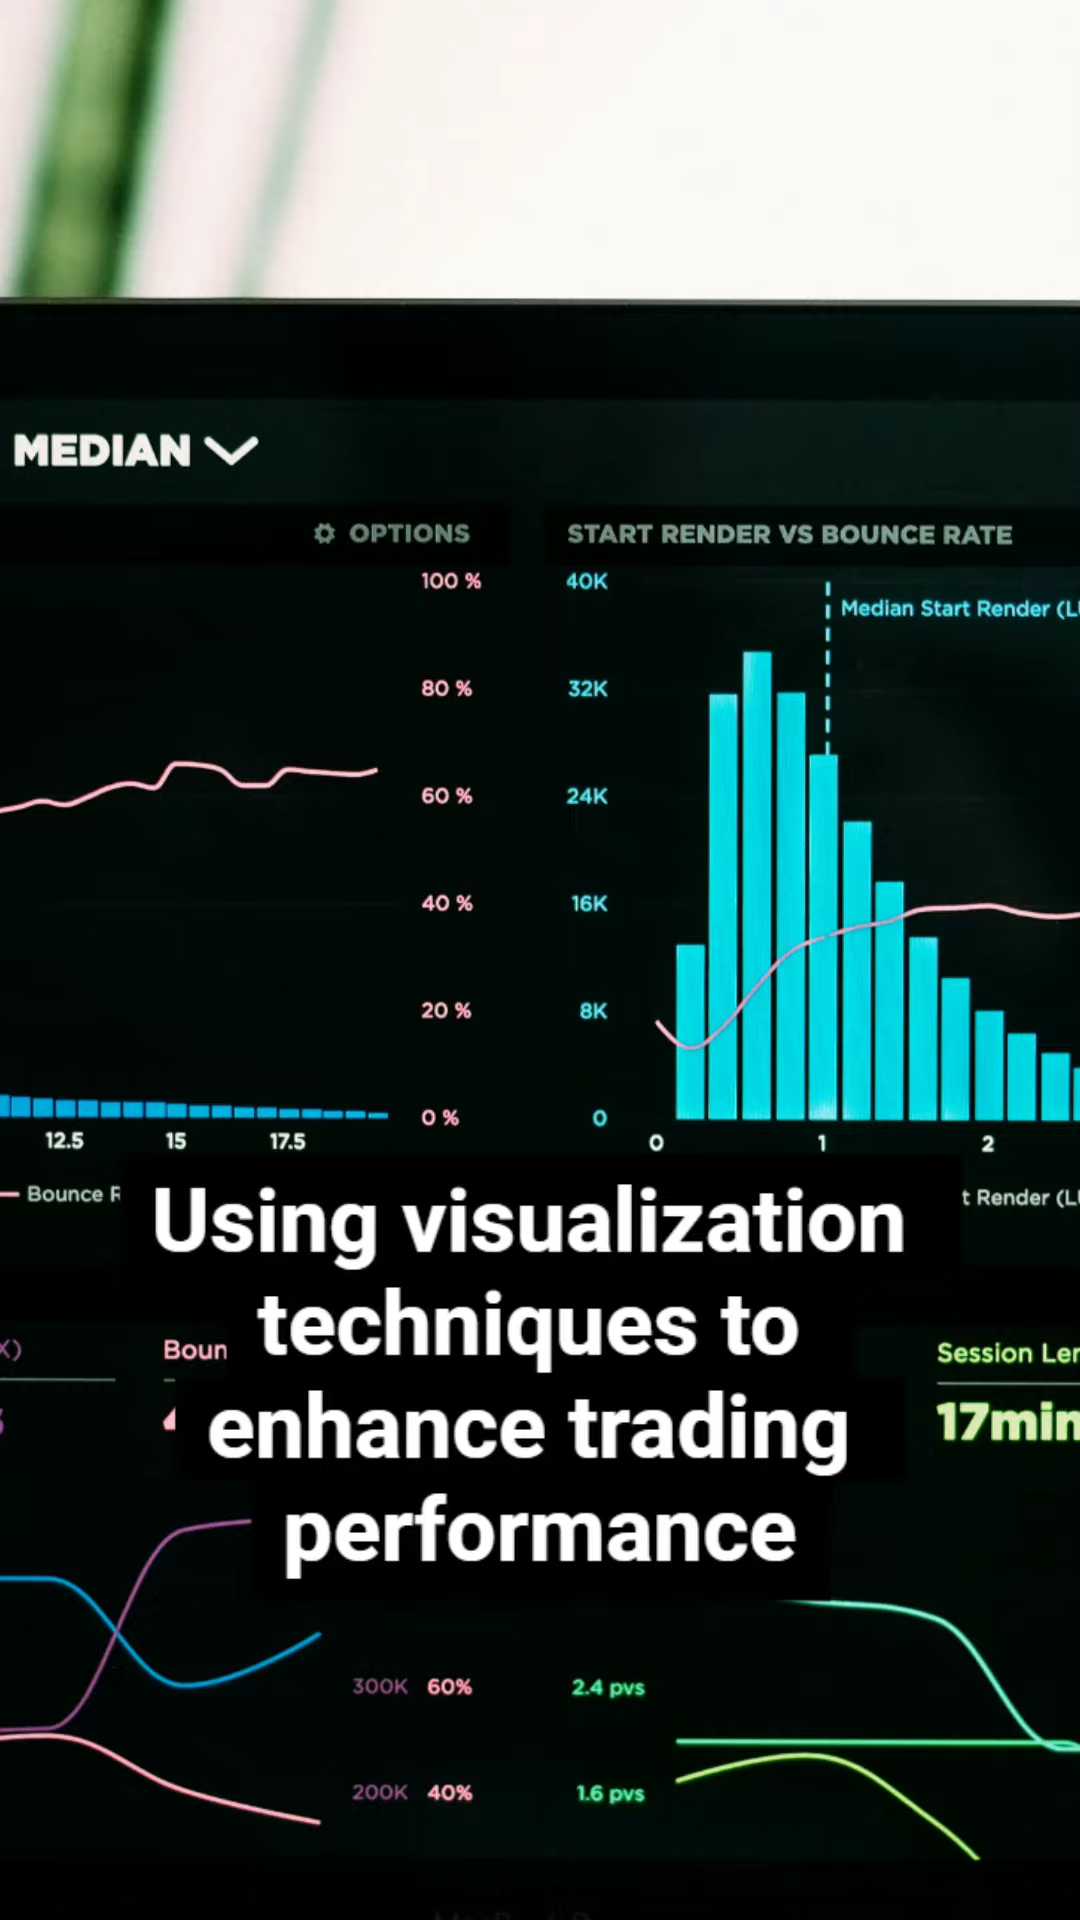 MEDIAN
OPTIONS
START RENDER VS BOUNCE RATE
100 %
80 %
60 %
40 %
20 %
0 %
12.5 15 17.5
Bounce
40K
32K
24K
16K
8K
0
Median Start Render
0 1 2
Render
Using visualization
techniques to
enhance trading
performance
Session
17min
300K 60%
200K 40%
2.4 pvs
1.6 pvs